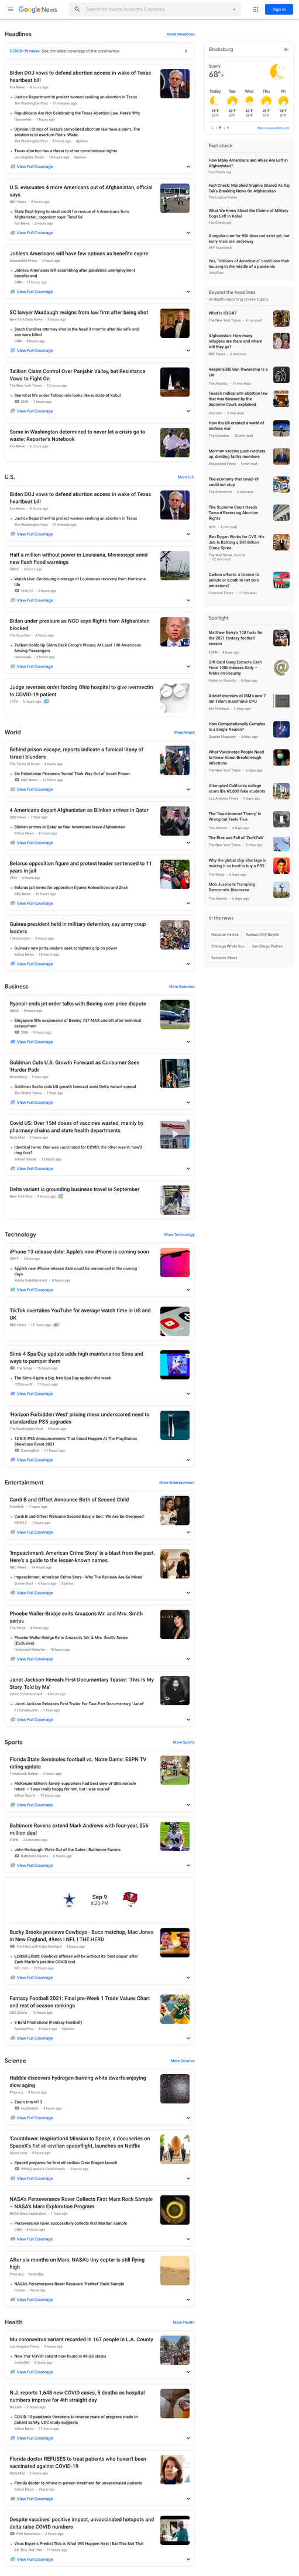 Google News
Search for topics, locations & sources
Sign in
Headlines
More Headlines
COVID-19 news: See the latest coverage of the coronavirus
Biden DOJ vows to defend abortion access in wake of Texas
heartbeat bill
Fox News · 4 hours ago
Justice Department to protect women seeking an abortion in Texas
The Washington Post · 51 minutes ago
Republicans Are Not Celebrating the Texas Abortion Law. Here's Why
Newsweek · 7 hours ago
Opinion | Critics of Texas's convoluted abortion law have a point. The
solution is to overturn Roe v. Wade.
The Washington Post · 5 hours ago · Opinion
Texas abortion law a threat to other constitutional rights
Los Angeles Times · 10 hours ago · Opinion
View Full Coverage
U.S. evacuates 4 more Americans out of Afghanistan, official
says
NBC News · 8 hours ago
State Dept trying to steal credit for rescue of 4 Americans from
Afghanistan, organizer says: 'Total lie'
Fox News · 2 hours ago
View Full Coverage
Jobless Americans will have few options as benefits expire
Associated Press · 5 hours ago
Jobless Americans left scrambling after pandemic unemployment
benefits end
CNN · 11 hours ago
View Full Coverage
SC lawyer Murdaugh resigns from law firm after being shot
New York Daily News · 3 hours ago
South Carolina attorney shot in the head 3 months after his wife and
son were killed
CNN · 8 hours ago
View Full Coverage
Taliban Claim Control Over Panjshir Valley, but Resistance
Vows to Fight On
The New York Times · 10 hours ago
See what life under Taliban rule looks like outside of Kabul
CNN · 7 hours ago
View Full Coverage
Some in Washington determined to never let a crisis go to
waste: Reporter's Notebook
Fox News · 6 hours ago
U.S.
More U.S.
Biden DOJ vows to defend abortion access in wake of Texas
heartbeat bill
Fox News · 4 hours ago
Justice Department to protect women seeking an abortion in Texas
The Washington Post · 51 minutes ago
View Full Coverage
Half a million without power in Louisiana, Mississippi amid
new flash flood warnings
CNBC · 4 hours ago
Watch Live: Continuing coverage of Louisiana's recovery from Hurricane
Ida
WBRZTV · 3 hours ago
View Full Coverage
Biden under pressure as NGO says flights from Afghanistan
blocked
The Guardian · 4 hours ago
Taliban Holds Up Glenn Beck Group's Planes; At Least 100 Americans
Among Passengers
Newsweek · 2 hours ago
View Full Coverage
Judge reverses order forcing Ohio hospital to give ivermectin
to COVID-19 patient
13TV · 5 hours ago
World
More World
Behind prison escape, reports indicate a farcical litany of
Israeli blunders
The Times of Israel · 4 hours ago
Six Palestinian Prisoners Tunnel Their Way Out of Israeli Prison
NBC News · 12 hours ago
View Full Coverage
4 Americans depart Afghanistan as Blinken arrives in Qatar
CBS News · 1 hour ago
Blinken arrives in Qatar as four Americans leave Afghanistan
Yahoo News · 4 hours ago
View Full Coverage
Belarus opposition figure and protest leader sentenced to 11
years in jail
CNN · 4 hours ago
Belarus jail terms for opposition figures Kolesnikova and Znak
BBC News · 12 hours ago
View Full Coverage
Guinea president held in military detention, say army coup
leaders
The Guardian · 4 hours ago
Guinea's new junta leaders seek to tighten grip on power
Yahoo News · 16 hours ago
View Full Coverage
Business
More Business
Ryanair ends jet order talks with Boeing over price dispute
CNBC · 8 hours ago
Singapore lifts suspension of Boeing 737 MAX aircraft after technical
assessment
CNA · 9 hours ago
View Full Coverage
Goldman Cuts U.S. Growth Forecast as Consumer Sees
'Harder Path'
Bloomberg · 1 hour ago
Goldman Sachs cuts US growth forecast amid Delta variant spread
The Straits Times · 1 hour ago
View Full Coverage
Covid US: Over 15M doses of vaccines wasted, mainly by
pharmacy chains and state health departments
Daily Mail · 5 hours ago
Identical twins: One was vaccinated for COVID, the other wasn't; how'd
they fare?
Yahoo! Voices · 12 hours ago
View Full Coverage
Delta variant is grounding business travel in September
New York Post · 8 hours ago
Technology
More Technology
iPhone 13 release date: Apple's new iPhone is coming soon
CNET · 1 hour ago
Apple's new iPhone release date could be announced in the coming
days
Yahoo Entertainment · 8 hours ago
View Full Coverage
TikTok overtakes YouTube for average watch time in US and
UK
BBC News · 11 hours ago
Sims 4 Spa Day update adds high maintenance Sims and
ways to pamper them
The Verge · 10 hours ago
The Sims 4 gets a big, free Spa Day update this week
PCGamesN · 11 hours ago
View Full Coverage
'Horizon Forbidden West' pricing mess underscored need to
standardize PS5 upgrades
The Washington Post · 8 hours ago
12 BIG PS5 Announcements That Could Happen At The PlayStation
Showcase Event 2021
GamingBolt · 11 hours ago
View Full Coverage
Entertainment
More Entertainment
Cardi B and Offset Announce Birth of Second Child
Pitchfork · 7 hours ago
Cardi B and Offset Welcome Second Baby, a Son: 'We Are So Overjoyed'
PEOPLE · 7 hours ago
View Full Coverage
'Impeachment: American Crime Story' is a blast from the past.
Here's a guide to the lesser-known names.
NBC News · 14 hours ago
Impeachment: American Crime Story - Why The Reviews Are So Mixed
Screen Rant · 6 hours ago · Opinion
View Full Coverage
Phoebe Waller-Bridge exits Amazon's Mr. and Mrs. Smith
series
The Verge · 4 hours ago
Phoebe Waller-Bridge Exits Amazon's 'Mr. & Mrs. Smith' Series
(Exclusive)
Hollywood Reporter · 10 hours ago
View Full Coverage
Janet Jackson Reveals First Documentary Teaser: 'This Is My
Story, Told by Me'
Yahoo Entertainment · 4 hours ago
Janet Jackson Releases First Trailer For Two-Part Documentary 'Janet'
ETCanada.com · 1 hour ago
View Full Coverage
Sports
More Sports
Florida State Seminoles football vs. Notre Dame: ESPN TV
rating update
Tomahawk Nation · 3 hours ago
McKenzie Milton's family, supporters had best view of QB's miracle
return — 'I was really happy for him, but I was scared'
Yahoo Sports · 10 hours ago
View Full Coverage
Baltimore Ravens extend Mark Andrews with four-year, $56
million deal
ESPN · 24 minutes ago
John Harbaugh: We're Out of the Gates | Baltimore Ravens
Baltimore Ravens · 6 hours ago
View Full Coverage
Sep 9
8:20 PM
DAL
TB
Bucky Brooks previews Cowboys - Bucs matchup, Mac Jones
in New England, 49ers I NFL I THE HERD
The Herd with Colin Cowherd · 4 hours ago
Ezekiel Elliott: Cowboys offense will be without its 'best player' after
Zack Martin's positive COVID test
NFL.com · 12 hours ago
View Full Coverage
Fantasy Football 2021: Final pre-Week 1 Trade Values Chart
and rest of season rankings
CBS Sports · 10 hours ago
9 Bold Predictions (Fantasy Football)
FantasyPros · 4 hours ago · Opinion
View Full Coverage
Science
More Science
Hubble discovers hydrogen-burning white dwarfs enjoying
slow aging
Phys.org · 9 hours ago
Zoom Into M13
HubbleESA · 9 hours ago
View Full Coverage
'Countdown: Inspiration4 Mission to Space,' a docuseries on
SpaceX's 1st all-civilian spaceflight, launches on Netflix
Space.com · 9 hours ago
SpaceX prepares for first all-civilian Crew Dragon launch
View Full Coverage
NASA's Perseverance Rover Collects First Mars Rock Sample
– NASA's Mars Exploration Program
NASA Mars Exploration · 1 hour ago
Perseverance rover successfully collects first Martian sample
CNN · 4 hours ago
View Full Coverage
After six months on Mars, NASA's tiny copter is still flying
high
Phys.org · Yesterday
NASA's Perseverance Rover Recovers 'Perfect' Rock Sample
Forbes · Yesterday
View Full Coverage
Health
More Health
Mu coronavirus variant recorded in 167 people in L.A. County
Los Angeles Times · 6 hours ago
New 'mu' COVID variant now found in 49 US states
nwitNOW · 3 hours ago
View Full Coverage
N.J. reports 1,648 new COVID cases, 5 deaths as hospital
numbers improve for 4th straight day
NJ.com · 7 hours ago
COVID-19 pandemic threatens to reverse years of progress made in
patient safety, CDC study suggests
Yahoo News · 11 hours ago
View Full Coverage
Florida doctor REFUSES to treat patients who haven't been
vaccinated against COVID-19
Daily Mail · 5 hours ago
Florida doctor to refuse in-person treatment for unvaccinated patients
Yahoo News · Yesterday
View Full Coverage
Despite vaccines' positive impact, unvaccinated hotspots and
delta raise COVID numbers
PBS NewsHour · 2 hours ago
Virus Experts Predict This is What Will Happen Next | Eat This Not That
Eat This, Not That · 11 hours ago
View Full Coverage
Blacksburg
Sunny
68°F
Today Tue Wed Thu Fri
C | F | K
More on weather.com
Fact check
How Many Americans and Allies Are Left in
Afghanistan?
FactCheck.org
Fact Check: Morphed Graphic Shared As Aaj
Tak's Breaking News On Afghanistan
The Logical Indian
What We Know About the Claims of Military
Dogs Left in Kabul
FactCheck.org
A regular cure for HIV does not exist yet, but
early trials are underway
AFP Factcheck
Yes, "millions of Americans" could lose their
housing in the middle of a pandemic
PolitiFact
Beyond the headlines
In-depth reporting on key topics
What Is ISIS-K?
The New York Times · 4 min read
Afghanistan: How many
refugees are there and where
will they go?
BBC News · 6 min read
Responsible Gun Ownership Is a
Lie
The Atlantic · 11 min read
Texas's radical anti-abortion law
that was blessed by the
Supreme Court, explained
Vox.com · 9 min read
How the US created a world of
endless war
The Guardian · 23 min read
Mormon vaccine push ratchets
up, dividing faith's members
Associated Press · 5 min read
The economy that covid-19
could not stop
The Economist · 6 min read
The Supreme Court Heads
Toward Reversing Abortion
Rights
NPR · 4 min read
Ben Dugan Works for CVS. His
Job Is Battling a $45 Billion
Crime Spree.
The Wall Street Journal
· 12 min read
Carbon offsets: a licence to
pollute or a path to net zero
emissions?
Financial Times · 11 min read
Spotlight
Matthew Berry's 100 facts for
the 2021 fantasy football
season
ESPN · 4 days ago
Gift Card Gang Extracts Cash
From 100k Inboxes Daily –
Krebs on Security
Krebs on Security · 4 days ago
A brief overview of IBM's new 7
nm Telum mainframe CPU
Ars Technica · 4 days ago
How Computationally Complex
Is a Single Neuron?
Quanta Magazine · 4 days ago
What Vaccinated People Need
to Know About Breakthrough
Infections
The New York Times · 3 days ago
Attempted California college
scam Bts 65,000 fake students
Los Angeles Times · 5 days ago
The 'Dead-Internet Theory' Is
Wrong but Feels True
The Atlantic · 6 days ago
The Rise and Fall of 'ZuckTalk'
The New York Times · 3 days ago
Why the global chip shortage is
making it so hard to buy a PS5
The Verge · 6 days ago
Mob Justice Is Trampling
Democratic Discourse
The Atlantic · 6 days ago
In the news
Houston Astros
Kansas City Royals
Chicago White Sox
San Diego Padres
Salvador Pérez